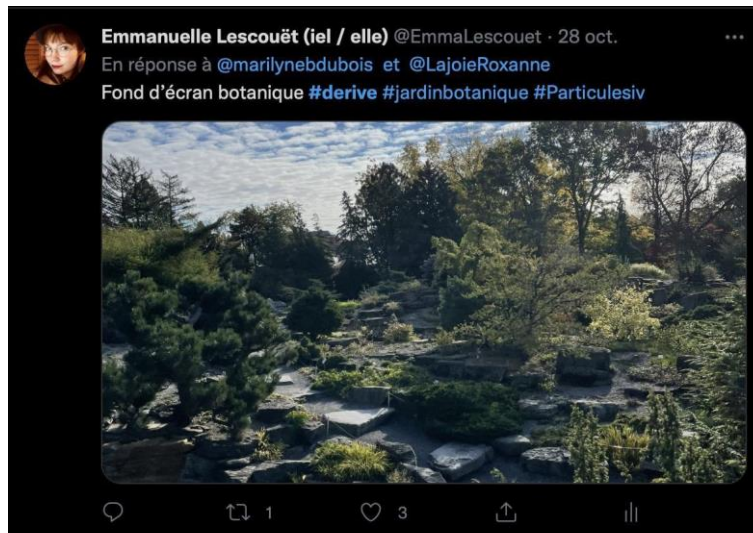 Emmanuelle Lescouët (iel / elle) @EmmaLescouet · 28 oct.
En réponse à @marilynebdubois et @LajoieRoxanne
Fond d’écran botanique #derive #jardinbotanique #Particulesiv
1 3